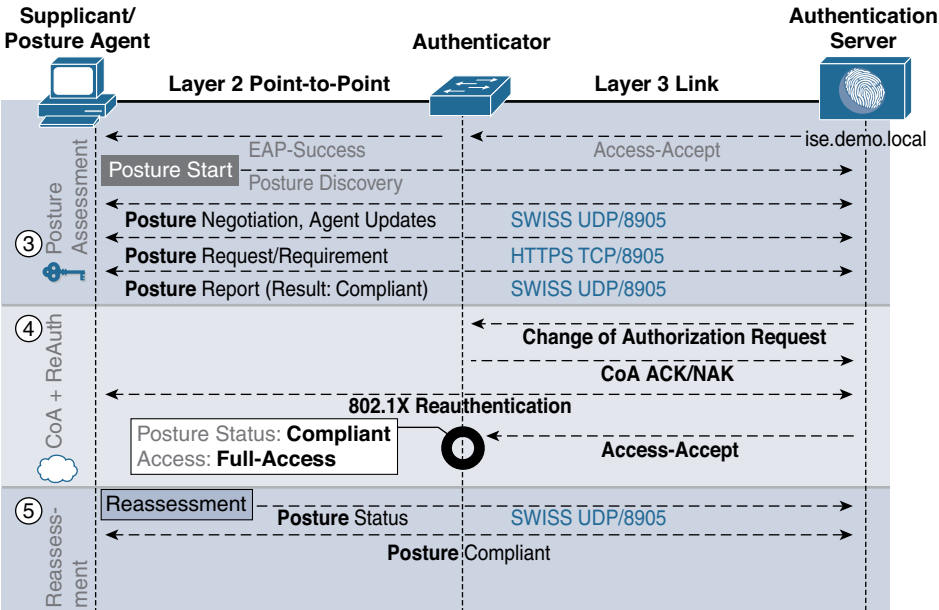 Supplicant/
Posture Agent
Authenticator
Authentication
Server
Layer 2 Point-to-Point
Layer 3 Link
ise.demo.local
3
Posture
Assessment
EAP-Success
Access-Accept
Posture Start
Posture Discovery
Posture Negotiation, Agent Updates
SWISS UDP/8905
Posture Request/Requirement
HTTPS TCP/8905
Posture Report (Result: Compliant)
SWISS UDP/8905
4
CoA + ReAuth
Change of Authorization Request
CoA ACK/NAK
802.1X Reauthentication
Posture Status: Compliant
Access: Full-Access
Access-Accept
5
Reassess-
ment
Reassessment
Posture Status
SWISS UDP/8905
Posture Compliant